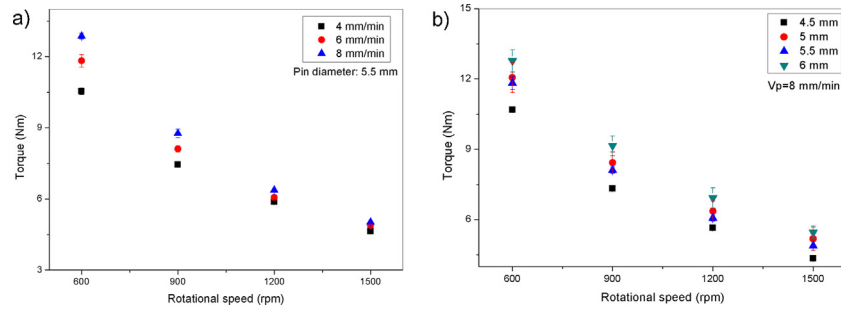 a)
4 mm/min
6 mm/min
8 mm/min
Pin diameter: 5.5 mm
Torque (Nm)
12
9
6
3
600 900 1200 1500
Rotational speed (rpm)
b)
4.5 mm
5 mm
5.5 mm
6 mm
Vp=8 mm/min
Torque (Nm)
15
12
9
6
600 900 1200 1500
Rotational speed (rpm)